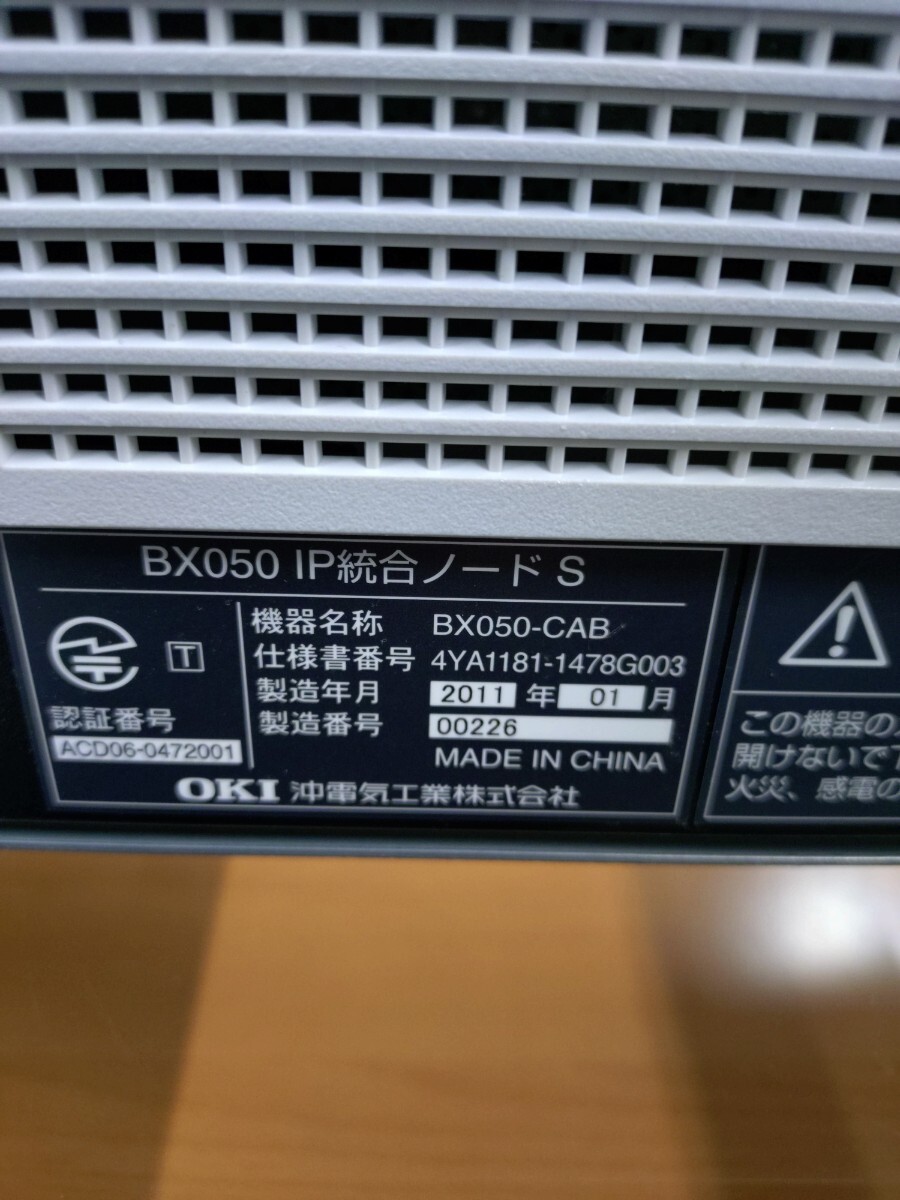 BX050 IP統合ノード S
T
機器名称 BX050-CAB
仕様書番号 4YA1181-1478G003
製造年月 2011 年 01 月
製造番号 00226
認証番号
ACD06-0472001
MADE IN CHINA
OKI 沖電気工業株式会社
この機器の
開けないで
火災、感電の